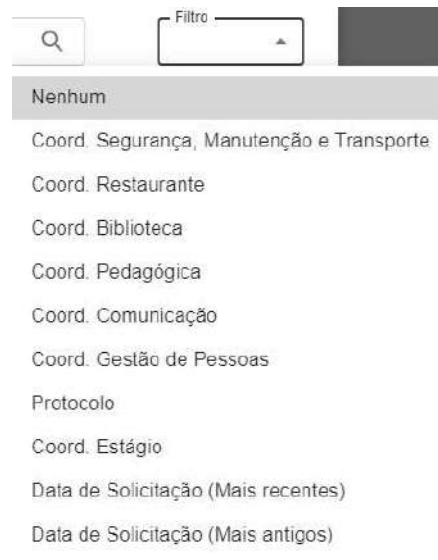 Filtro
Nenhum
Coord. Segurança, Manutenção e Transporte
Coord. Restaurante
Coord. Biblioteca
Coord. Pedagógica
Coord. Comunicação
Coord. Gestão de Pessoas
Protocolo
Coord. Estágio
Data de Solicitação (Mais recentes)
Data de Solicitação (Mais antigos)